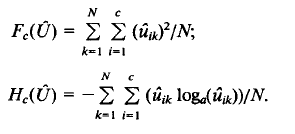 F_c(Û) = Σ_{k=1}^{N} Σ_{i=1}^{c} (û_{ik})²/N;
H_c(Û) = −Σ_{k=1}^{N} Σ_{i=1}^{c} (û_{ik} log_a(û_{ik}))/N.